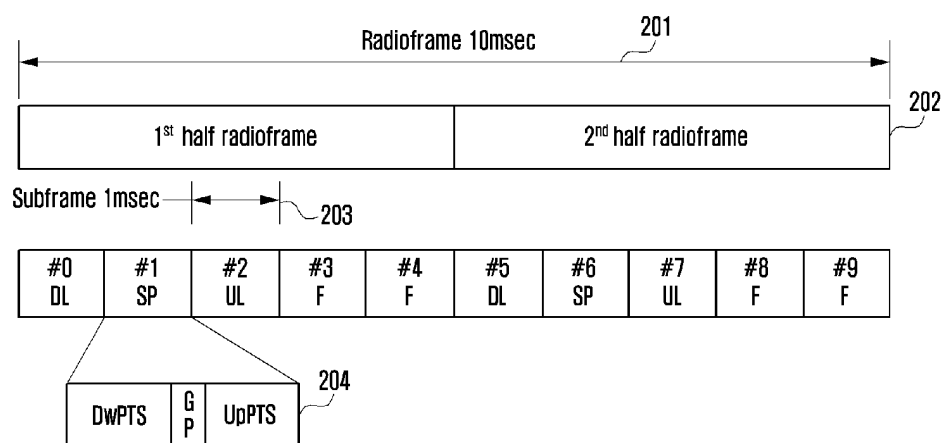 201
Radioframe 10msec
202
1st half radioframe
2nd half radioframe
Subframe 1msec
203
#0 #1 #2 #3 #4 #5 #6 #7 #8 #9
DL SP UL F F DL SP UL F F
204
DwPTS GP UpPTS